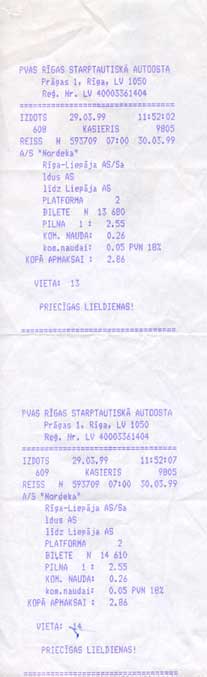 PVAS RĪGAS STARPTAUTISKĀ AUTOOSTA
Prāgas 1, Rīga, LV 1050
Reģ. Nr. LV 40003361404
IZDOTS 29.03.99 11:52:02
608 KASIERIS 9805
REISS N 593709 07:00 30.03.99
A/S "Nordeka"
Rīga-Liepāja AS/Sa
ldus AS
līdz Liepāja AS
PLATFORMA 2
BIĻETE N 13 680
PILNA 1 : 2.55
KOM. NAUDA: 0.26
kom.naudai: 0.05 PVN 18%
KOPĀ APMAKSAI : 2.86
VIETA: 13
PRIECĪGAS LIELDIENAS!
PVAS RĪGAS STARPTAUTISKĀ AUTOOSTA
Prāgas 1, Rīga, LV 1050
Reģ. Nr. LV 40003361404
IZDOTS 29.03.99 11:52:07
609 KASIERIS 9805
REISS N 593709 07:00 30.03.99
A/S "Nordeka"
Rīga-Liepāja AS/Sa
ldus AS
līdz Liepāja AS
PLATFORMA 2
BIĻETE N 14 610
PILNA 1 : 2.55
KOM. NAUDA: 0.26
kom.naudai: 0.05 PVN 18%
KOPĀ APMAKSAI : 2.86
VIETA: 14
PRIECĪGAS LIELDIENAS!